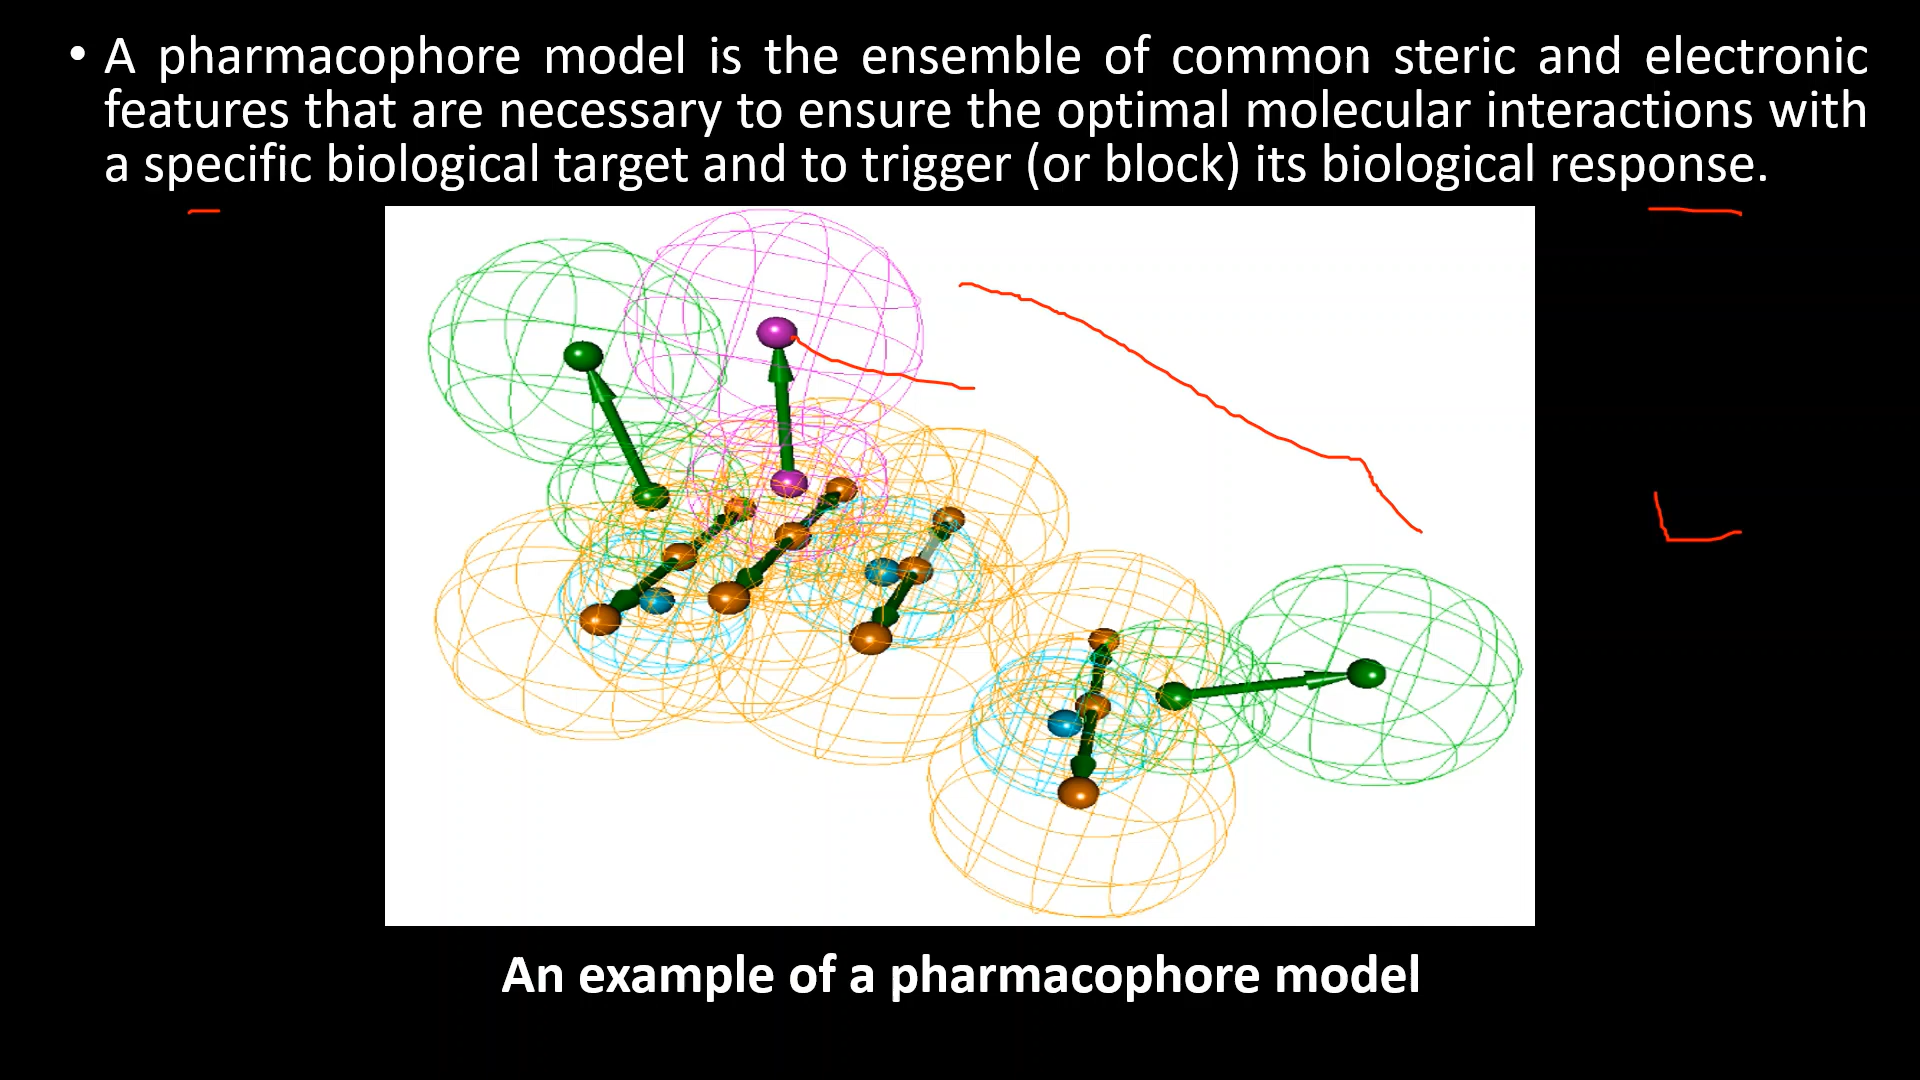 • A pharmacophore model is the ensemble of common steric and electronic
features that are necessary to ensure the optimal molecular interactions with
a specific biological target and to trigger (or block) its biological response.
An example of a pharmacophore model